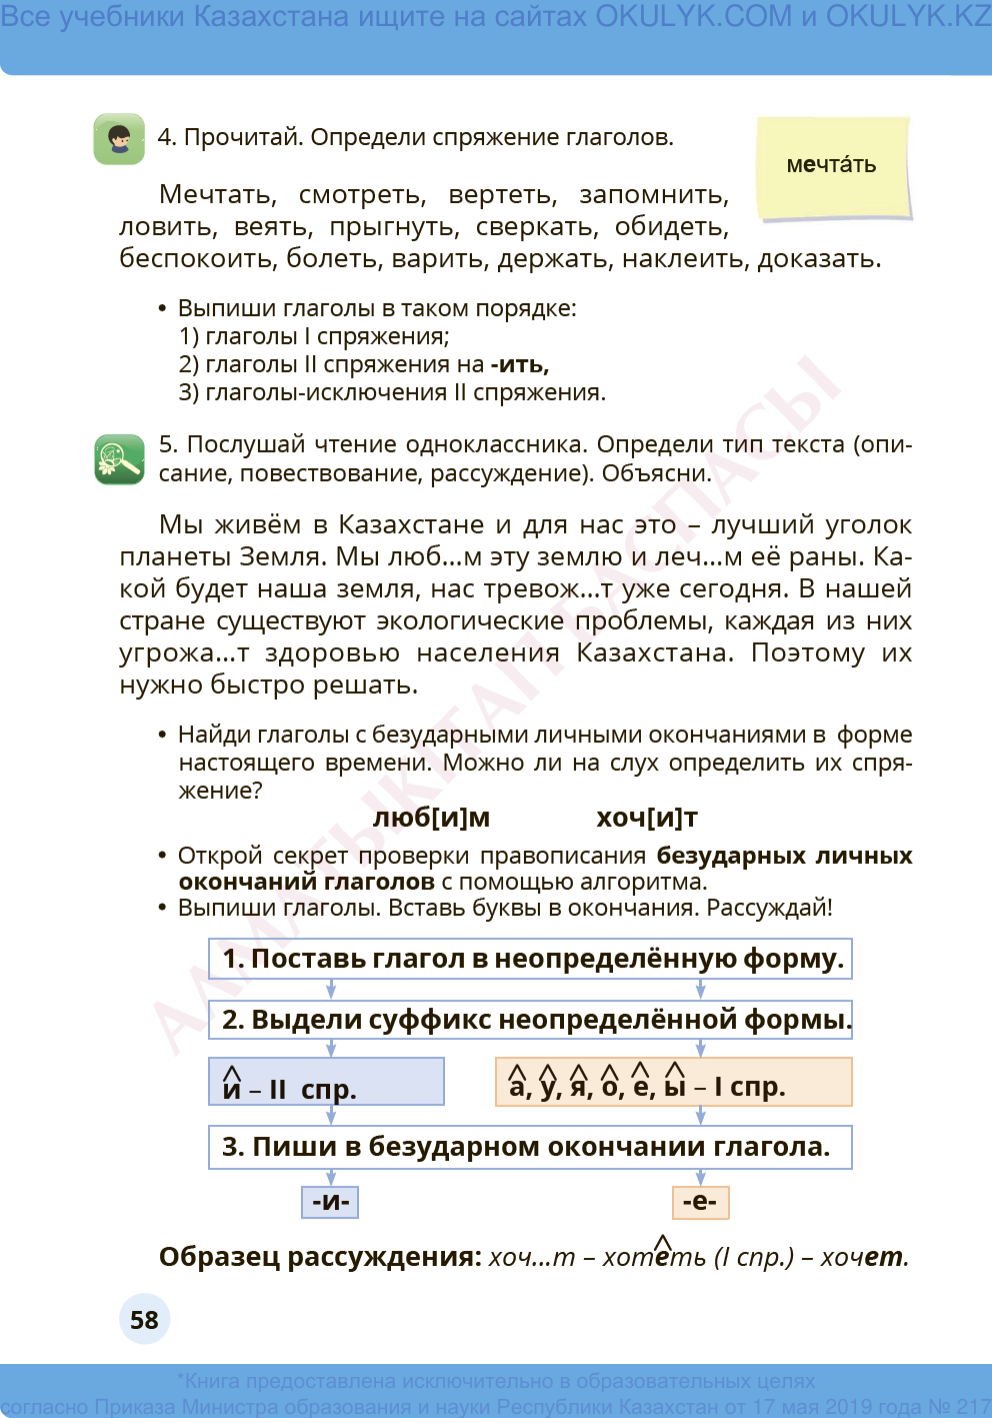 Все учебники Казахстана ищите на сайтах OKULYK.COM и OKULYK.KZ
4. Прочитай. Определи спряжение глаголов.
мечта́ть
Мечтать, смотреть, вертеть, запомнить,
ловить, веять, прыгнуть, сверкать, обидеть,
беспокоить, болеть, варить, держать, наклеить, доказать.
• Выпиши глаголы в таком порядке:
1) глаголы I спряжения;
2) глаголы II спряжения на -ить,
3) глаголы-исключения II спряжения.
5. Послушай чтение одноклассника. Определи тип текста (опи-
сание, повествование, рассуждение). Объясни.
Мы живём в Казахстане и для нас это – лучший уголок
планеты Земля. Мы люб...м эту землю и леч...м её раны. Ка-
кой будет наша земля, нас тревож...т уже сегодня. В нашей
стране существуют экологические проблемы, каждая из них
угрожа...т здоровью населения Казахстана. Поэтому их
нужно быстро решать.
• Найди глаголы с безударными личными окончаниями в форме
настоящего времени. Можно ли на слух определить их спря-
жение?
люб[и]м хоч[и]т
• Открой секрет проверки правописания безударных личных
окончаний глаголов с помощью алгоритма.
• Выпиши глаголы. Вставь буквы в окончания. Рассуждай!
1. Поставь глагол в неопределённую форму.
2. Выдели суффикс неопределённой формы.
и – II спр.
а, у, я, о, е, ы – I спр.
3. Пиши в безударном окончании глагола.
-и-
-е-
Образец рассуждения: хоч...т – хотеть (I спр.) – хочет.
58
АЛМАТЫКІТАП БАСПАСЫ
*Книга предоставлена исключительно в образовательных целях
согласно Приказа Министра образования и науки Республики Казахстан от 17 мая 2019 года № 217